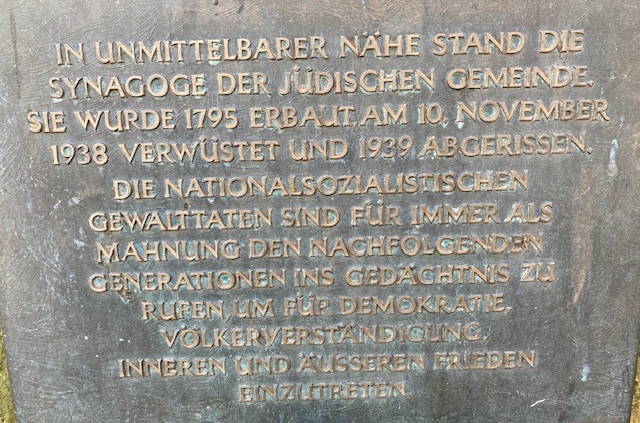 IN UNMITTELBARER NÄHE STAND DIE
SYNAGOGE DER JÜDISCHEN GEMEINDE.
SIE WURDE 1795 ERBAUT, AM 10. NOVEMBER
1938 VERWÜSTET UND 1939 ABGERISSEN.
DIE NATIONALSOZIALISTISCHEN
GEWALTTATEN SIND FÜR IMMER ALS
MAHNUNG DEN NACHFOLGENDEN
GENERATIONEN INS GEDÄCHTNIS ZU
RUFEN, UM FÜR DEMOKRATIE,
VÖLKERVERSTÄNDIGUNG,
INNEREN UND ÄUSSEREN FRIEDEN
EINZUTRETEN.